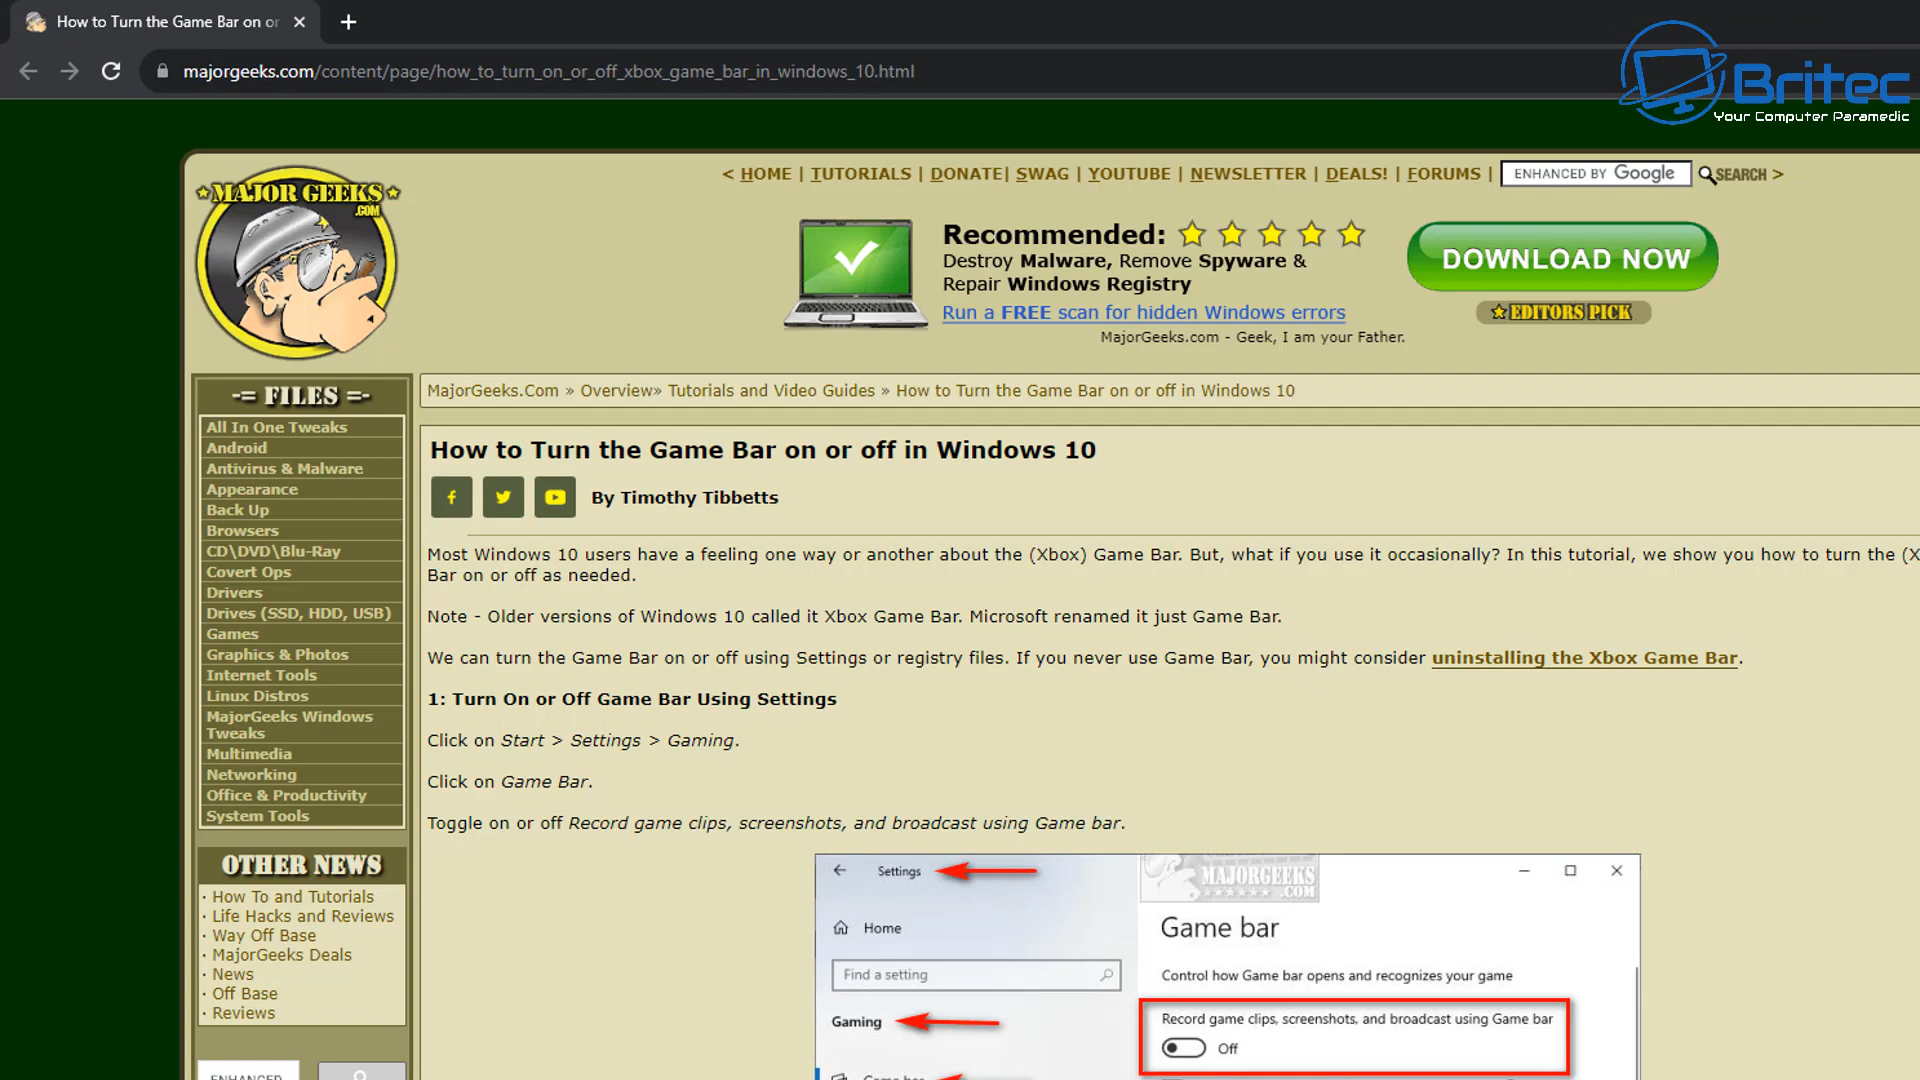 How to Turn the Game Bar on or
majorgeeks.com/content/page/how_to_turn_on_or_off_xbox_game_bar_in_windows_10.html
Britec
Your Computer Paramedic
MAJOR GEEKS
.COM
< HOME | TUTORIALS | DONATE| SWAG | YOUTUBE | NEWSLETTER | DEALS! | FORUMS | ENHANCED BY Google SEARCH >
Recommended:
Destroy Malware, Remove Spyware &
Repair Windows Registry
Run a FREE scan for hidden Windows errors
DOWNLOAD NOW
EDITORS PICK
MajorGeeks.com - Geek, I am your Father.
-= FILES =-
All In One Tweaks
Android
Antivirus & Malware
Appearance
Back Up
Browsers
CD\DVD\Blu-Ray
Covert Ops
Drivers
Drives (SSD, HDD, USB)
Games
Graphics & Photos
Internet Tools
Linux Distros
MajorGeeks Windows
Tweaks
Multimedia
Networking
Office & Productivity
System Tools
OTHER NEWS
· How To and Tutorials
· Life Hacks and Reviews
· Way Off Base
· MajorGeeks Deals
· News
· Off Base
· Reviews
ENHANCED
MajorGeeks.Com » Overview» Tutorials and Video Guides » How to Turn the Game Bar on or off in Windows 10
How to Turn the Game Bar on or off in Windows 10
By Timothy Tibbetts
Most Windows 10 users have a feeling one way or another about the (Xbox) Game Bar. But, what if you use it occasionally? In this tutorial, we show you how to turn the (X
Bar on or off as needed.
Note - Older versions of Windows 10 called it Xbox Game Bar. Microsoft renamed it just Game Bar.
We can turn the Game Bar on or off using Settings or registry files. If you never use Game Bar, you might consider uninstalling the Xbox Game Bar.
1: Turn On or Off Game Bar Using Settings
Click on Start > Settings > Gaming.
Click on Game Bar.
Toggle on or off Record game clips, screenshots, and broadcast using Game bar.
Settings
Home
Find a setting
Gaming
Game bar
MAJORGEEKS
.COM
Game bar
Control how Game bar opens and recognizes your game
Record game clips, screenshots, and broadcast using Game bar
Off